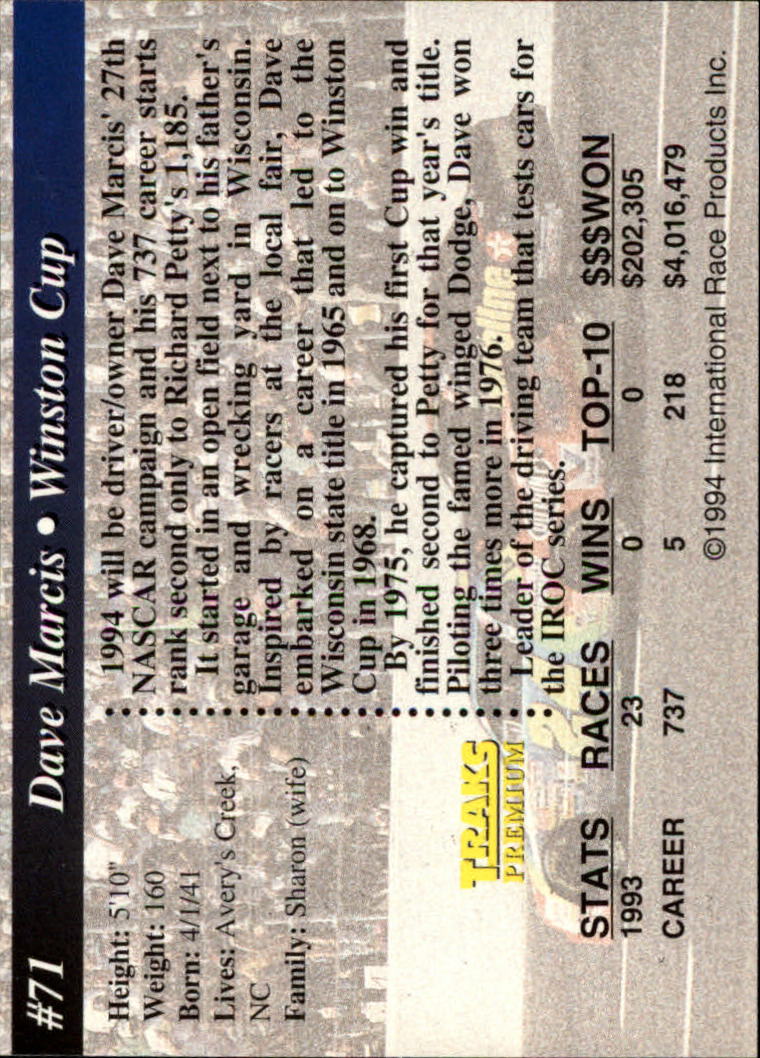 #71 Dave Marcis • Winston Cup
Height: 5'10"
Weight: 160
Born: 4/1/41
Lives: Avery's Creek,
NC
Family: Sharon (wife)
1994 will be driver/owner Dave Marcis' 27th
NASCAR campaign and his 737 career starts
rank second only to Richard Petty's 1,185.
It started in an open field next to his father's
garage and wrecking yard in Wisconsin.
Inspired by racers at the local fair, Dave
embarked on a career that led to the
Wisconsin state title in 1965 and on to Winston
Cup in 1968.
By 1975, he captured his first Cup win and
finished second to Petty for that year's title.
Piloting the famed winged Dodge, Dave won
three times more in 1976.
Leader of the driving team that tests cars for
the IROC series.
TRAKS
PREMIUM
STATS RACES WINS TOP-10 $$$WON
1993 23 0 0 $202,305
CAREER 737 5 218 $4,016,479
©1994 International Race Products Inc.